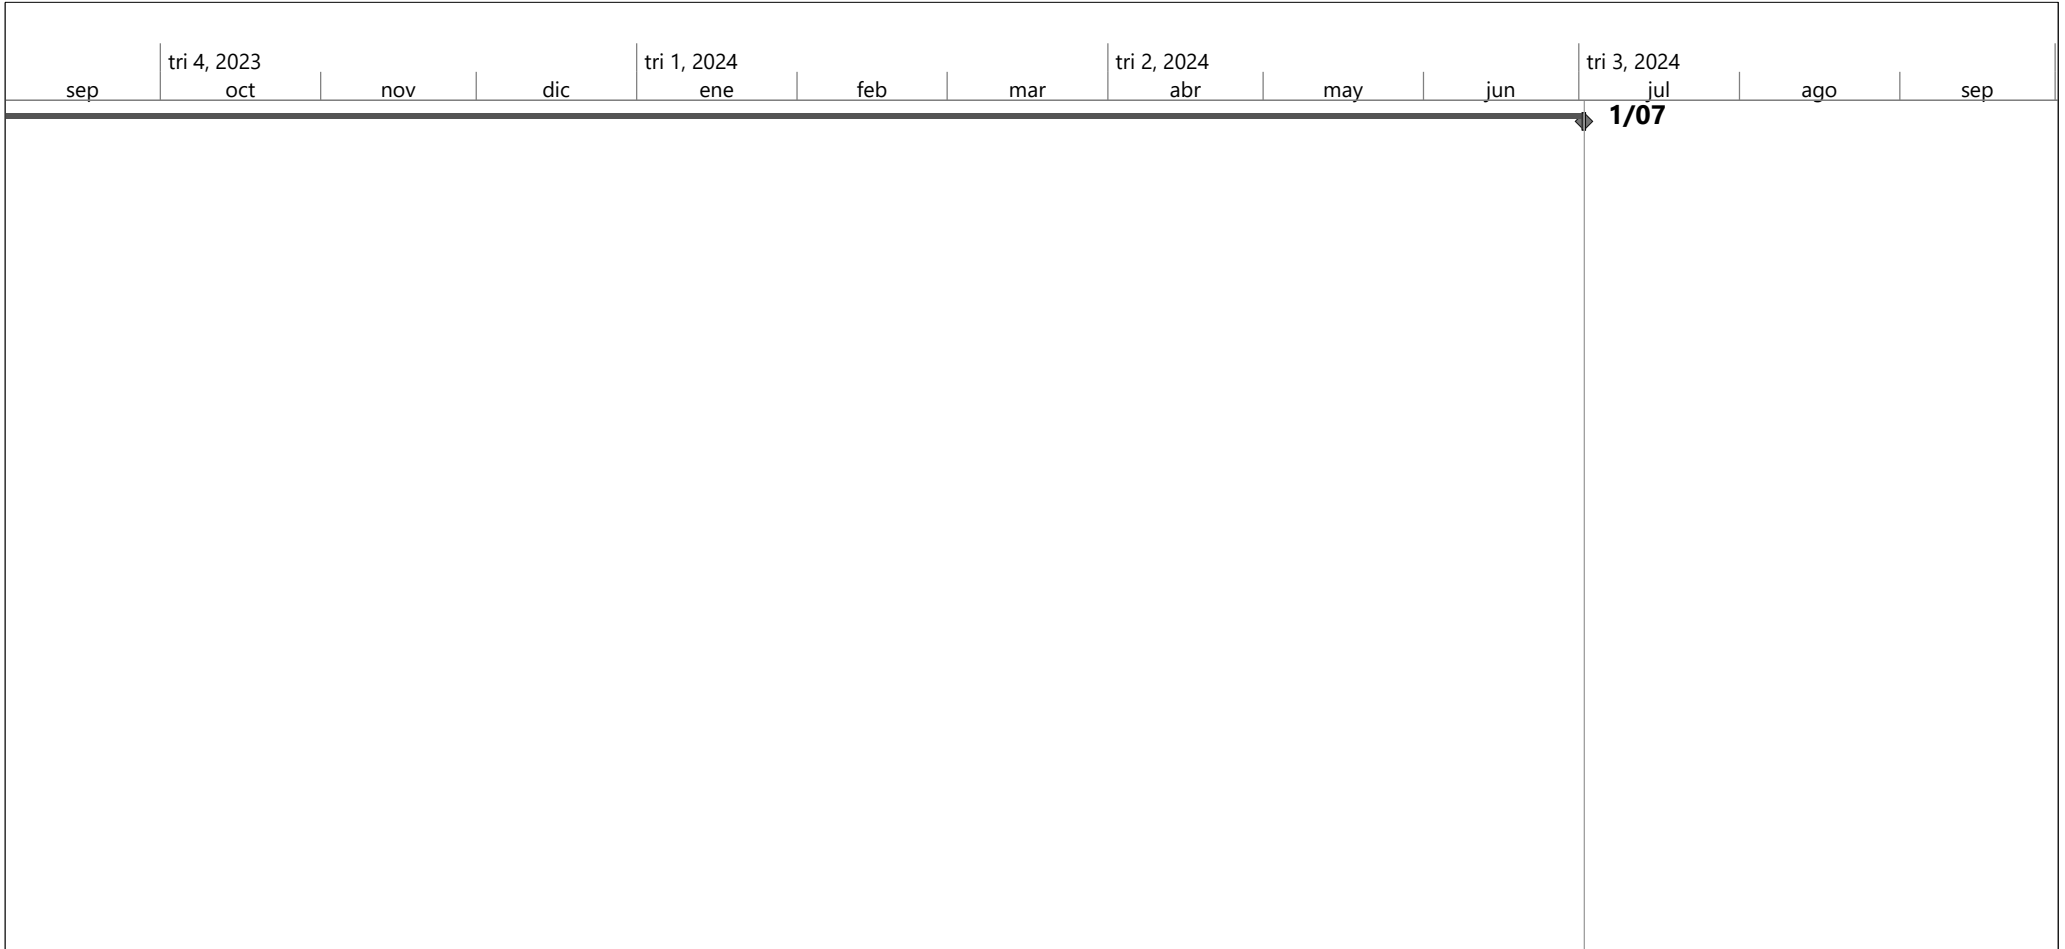 tri 4, 2023 tri 1, 2024 tri 2, 2024 tri 3, 2024
sep oct nov dic ene feb mar abr may jun jul ago sep
1/07